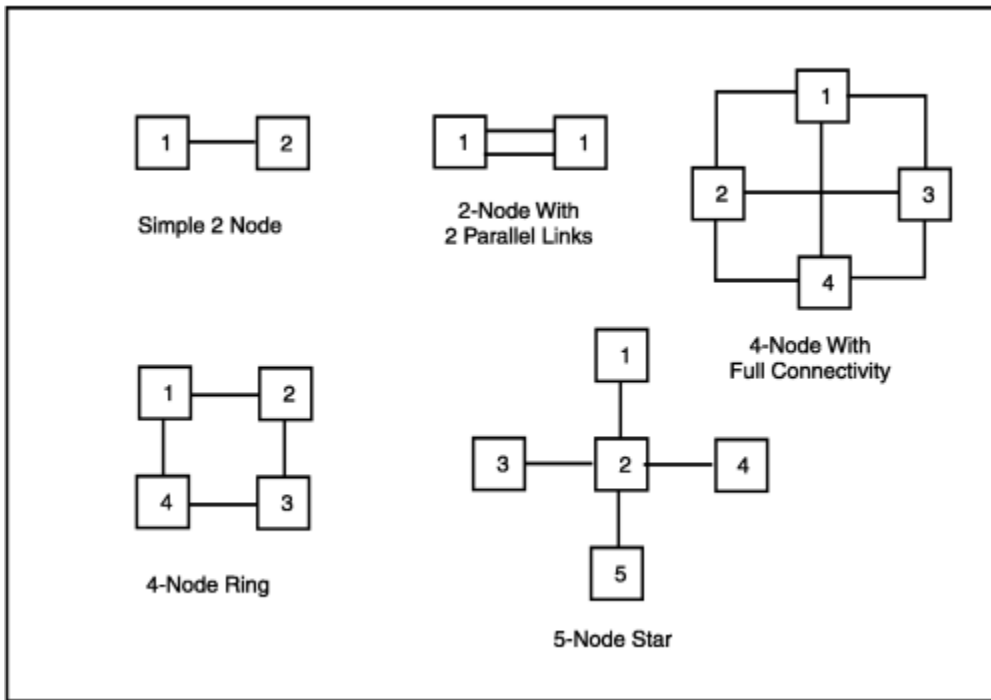 1
2
Simple 2 Node
1
1
2-Node With
2 Parallel Links
1
2
3
4
4-Node With
Full Connectivity
1
2
4
3
4-Node Ring
1
3
2
4
5
5-Node Star